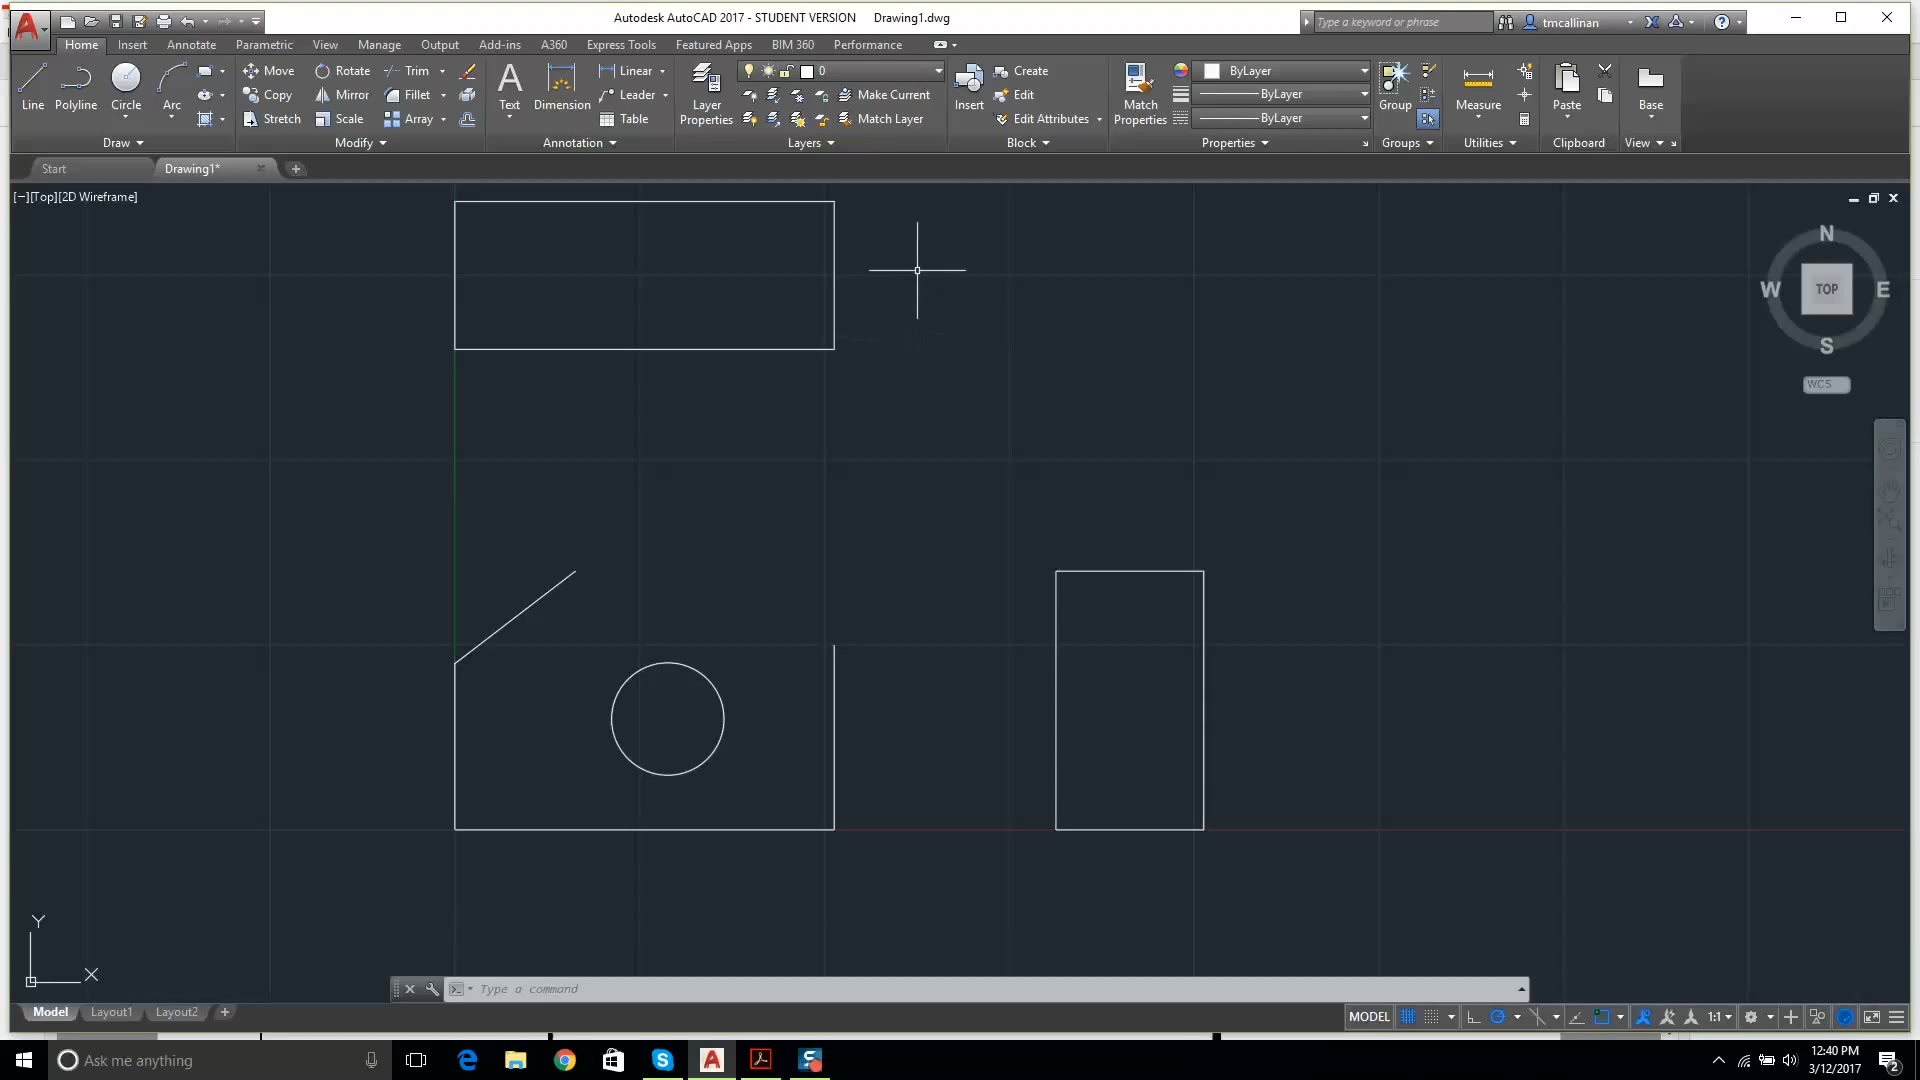 Autodesk AutoCAD 2017 - STUDENT VERSION Drawing1.dwg Type a keyword or phrase tmcallinan
Home Insert Annotate Parametric View Manage Output Add-ins A360 Express Tools Featured Apps BIM 360 Performance
Line Polyline Circle Arc
Move Rotate Trim
Copy Mirror Fillet
Stretch Scale Array
Text Dimension
Linear
Leader
Table
Layer Properties
0
Make Current
Match Layer
Insert
Create
Edit
Edit Attributes
Match Properties
ByLayer
ByLayer
ByLayer
Group Measure Paste Base
Draw Modify Annotation Layers Block Properties Groups Utilities Clipboard View
Start Drawing1*
[−][Top][2D Wireframe]
N
W TOP E
S
WCS
Y
X
Type a command
Model Layout1 Layout2
MODEL 1:1
Ask me anything
12:40 PM
3/12/2017
2